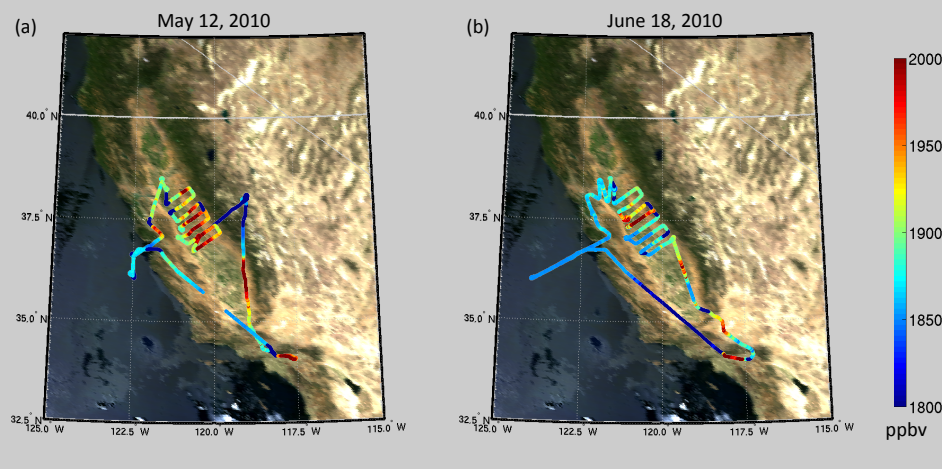 (a)
May 12, 2010
(b)
June 18, 2010
40.0° N
37.5° N
35.0° N
32.5° N
125.0° W
122.5° W
120.0° W
117.5° W
115.0° W
40.0° N
37.5° N
35.0° N
32.5° N
125.0° W
122.5° W
120.0° W
117.5° W
115.0° W
2000
1950
1900
1850
1800
ppbv